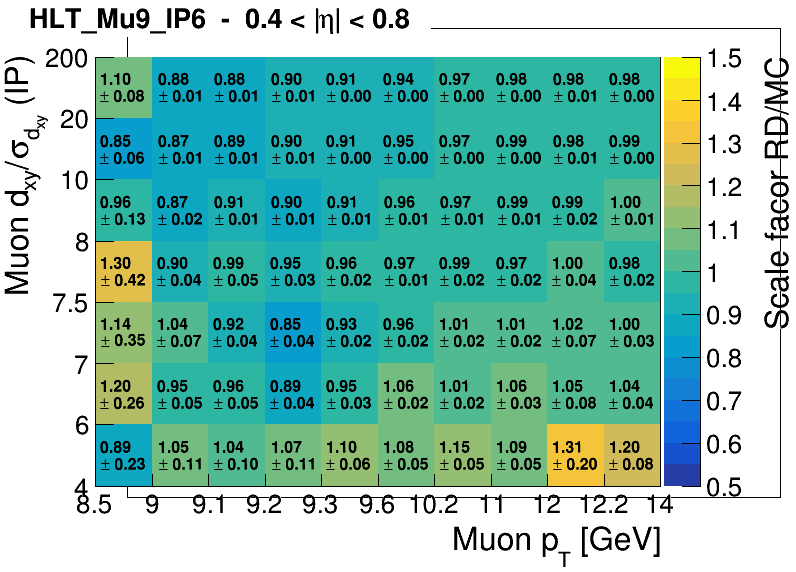 HLT_Mu9_IP6 - 0.4 < |η| < 0.8
Muon d_xy/σ_d_xy (IP)
200
1.10 0.88 0.88 0.90 0.91 0.94 0.97 0.98 0.98 0.98
± 0.08 ± 0.01 ± 0.01 ± 0.01 ± 0.00 ± 0.00 ± 0.00 ± 0.00 ± 0.01 ± 0.00
20
0.85 0.87 0.89 0.90 0.91 0.95 0.97 0.99 0.98 0.99
± 0.06 ± 0.01 ± 0.01 ± 0.01 ± 0.00 ± 0.00 ± 0.00 ± 0.00 ± 0.01 ± 0.00
10
0.96 0.87 0.91 0.90 0.91 0.96 0.97 0.99 0.99 1.00
± 0.13 ± 0.02 ± 0.01 ± 0.01 ± 0.01 ± 0.01 ± 0.01 ± 0.01 ± 0.02 ± 0.01
8
1.30 0.90 0.99 0.95 0.96 0.97 0.99 0.97 1.00 0.98
± 0.42 ± 0.04 ± 0.05 ± 0.03 ± 0.02 ± 0.01 ± 0.02 ± 0.02 ± 0.04 ± 0.02
7.5
1.14 1.04 0.92 0.85 0.93 0.96 1.01 1.01 1.02 1.00
± 0.35 ± 0.07 ± 0.04 ± 0.04 ± 0.02 ± 0.02 ± 0.02 ± 0.02 ± 0.07 ± 0.03
7
1.20 0.95 0.96 0.89 0.95 1.06 1.01 1.06 1.05 1.04
± 0.26 ± 0.05 ± 0.05 ± 0.04 ± 0.03 ± 0.02 ± 0.02 ± 0.03 ± 0.08 ± 0.04
6
0.89 1.05 1.04 1.07 1.10 1.08 1.15 1.09 1.31 1.20
± 0.23 ± 0.11 ± 0.10 ± 0.11 ± 0.06 ± 0.05 ± 0.05 ± 0.05 ± 0.20 ± 0.08
4
8.5 9 9.1 9.2 9.3 9.6 10.2 11 12 12.2 14
Muon p_T [GeV]
1.5
1.4
1.3
1.2
1.1
1
0.9
0.8
0.7
0.6
0.5
Scale facor RD/MC